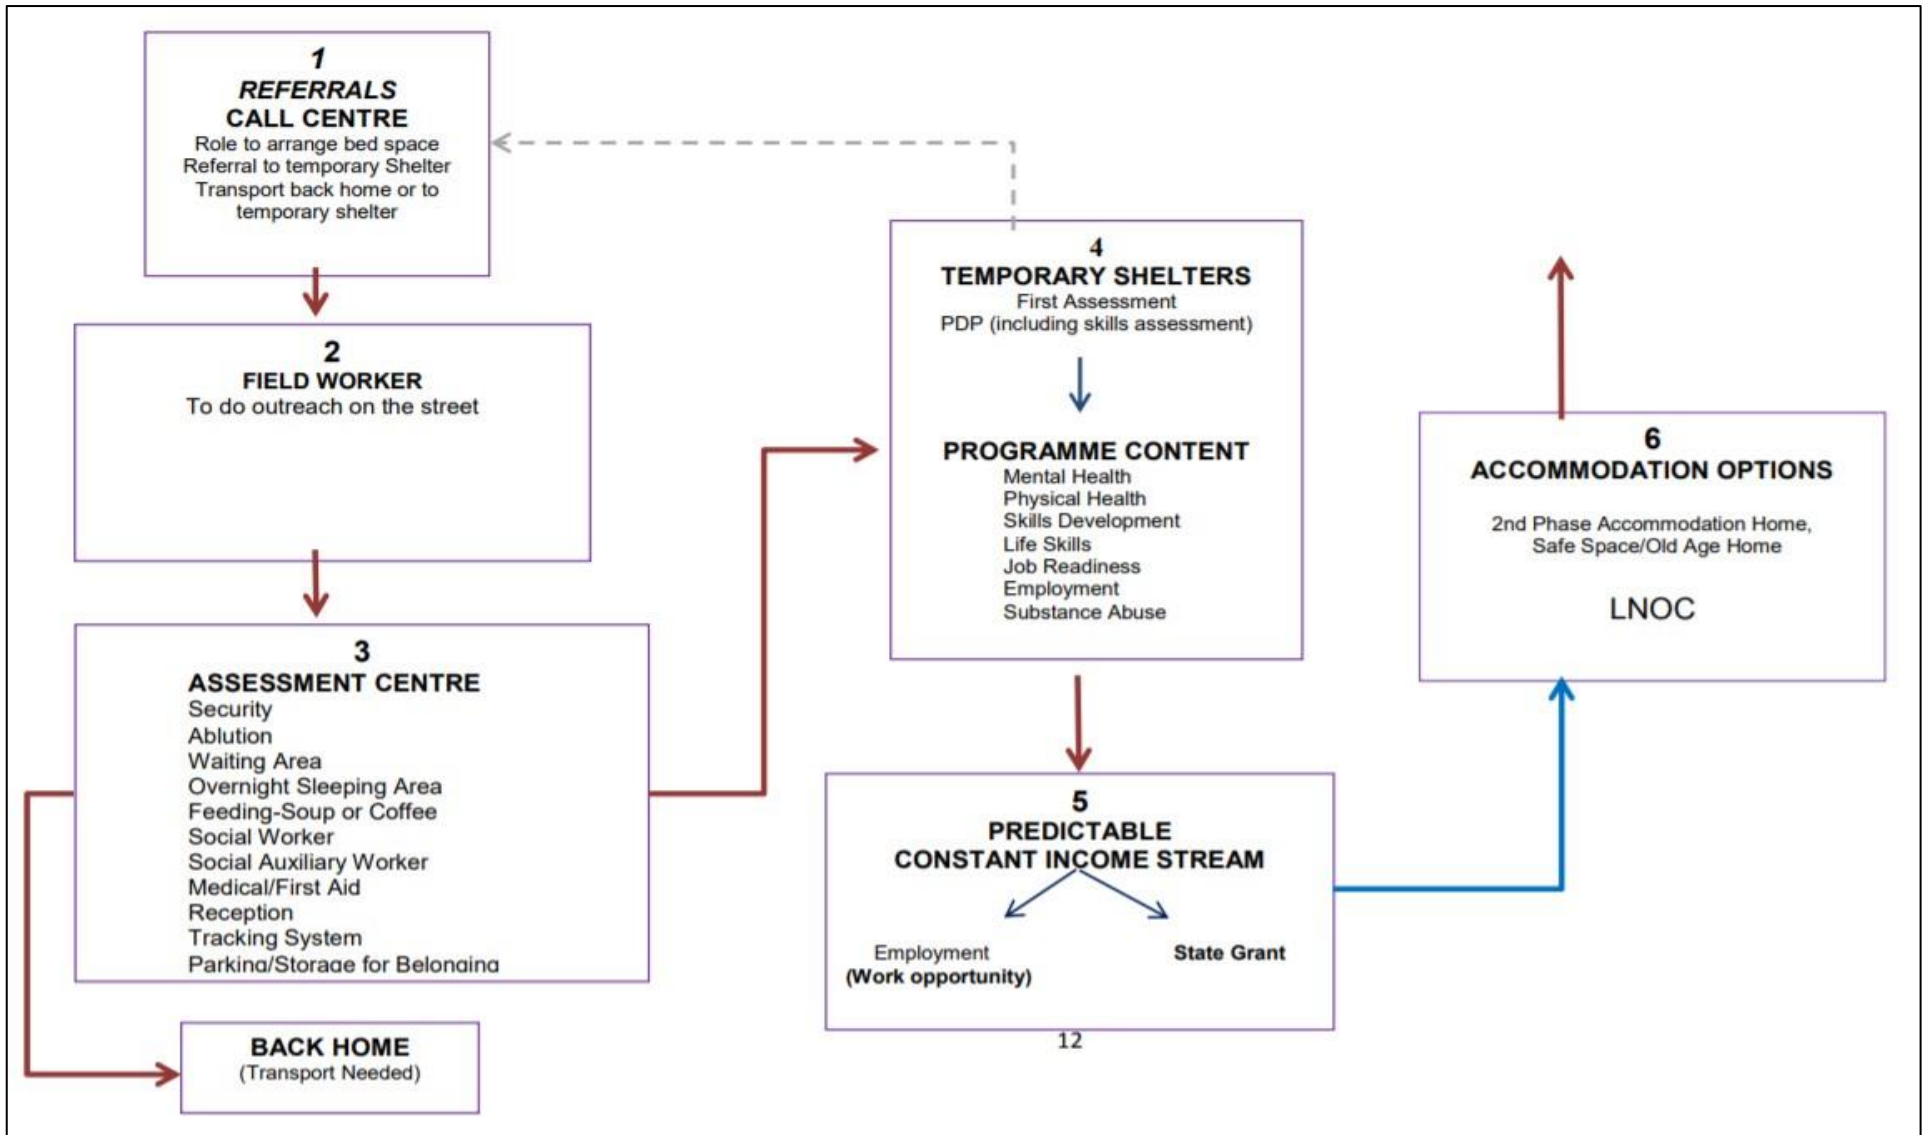 1
REFERRALS
CALL CENTRE
Role to arrange bed space
Referral to temporary Shelter
Transport back home or to
temporary shelter
2
FIELD WORKER
To do outreach on the street
3
ASSESSMENT CENTRE
Security
Ablution
Waiting Area
Overnight Sleeping Area
Feeding-Soup or Coffee
Social Worker
Social Auxiliary Worker
Medical/First Aid
Reception
Tracking System
Parking/Storage for Belonging
BACK HOME
(Transport Needed)
4
TEMPORARY SHELTERS
First Assessment
PDP (including skills assessment)
PROGRAMME CONTENT
Mental Health
Physical Health
Skills Development
Life Skills
Job Readiness
Employment
Substance Abuse
5
PREDICTABLE
CONSTANT INCOME STREAM
Employment
(Work opportunity)
State Grant
12
6
ACCOMMODATION OPTIONS
2nd Phase Accommodation Home,
Safe Space/Old Age Home
LNOC